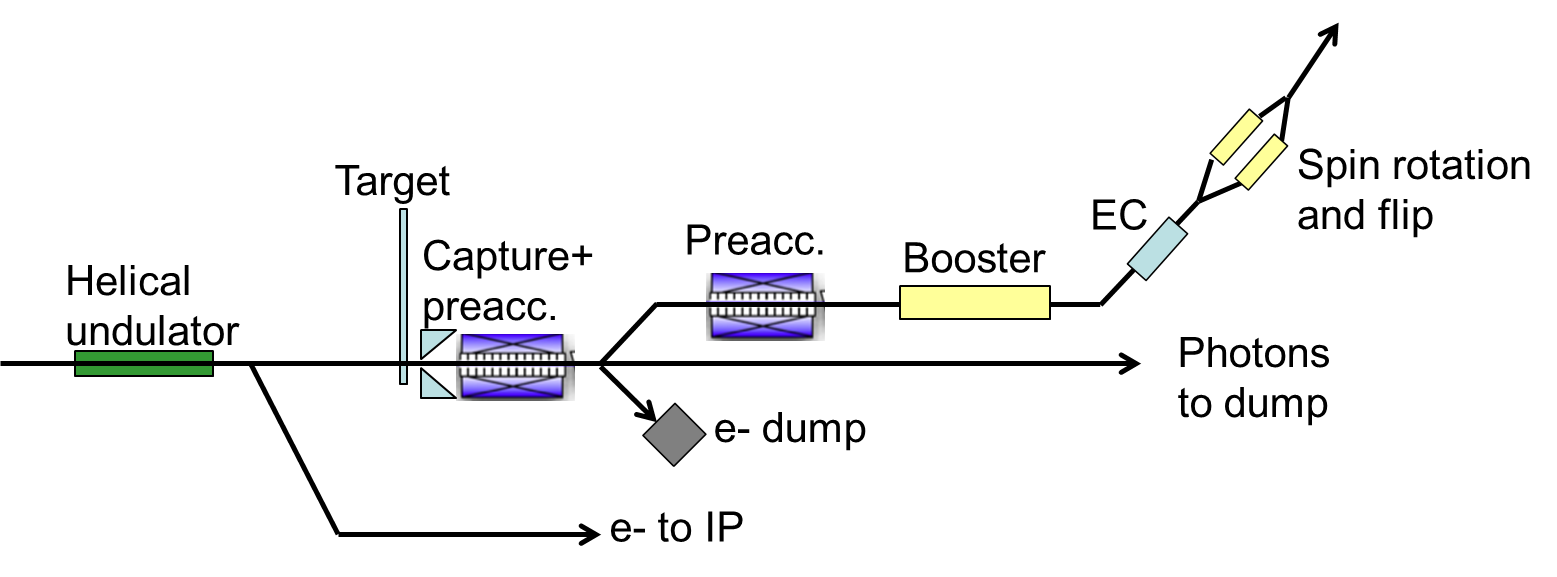 Target
Helical
undulator
Capture+
preacc.
Preacc.
Booster
EC
Spin rotation
and flip
Photons
to dump
e- dump
e- to IP